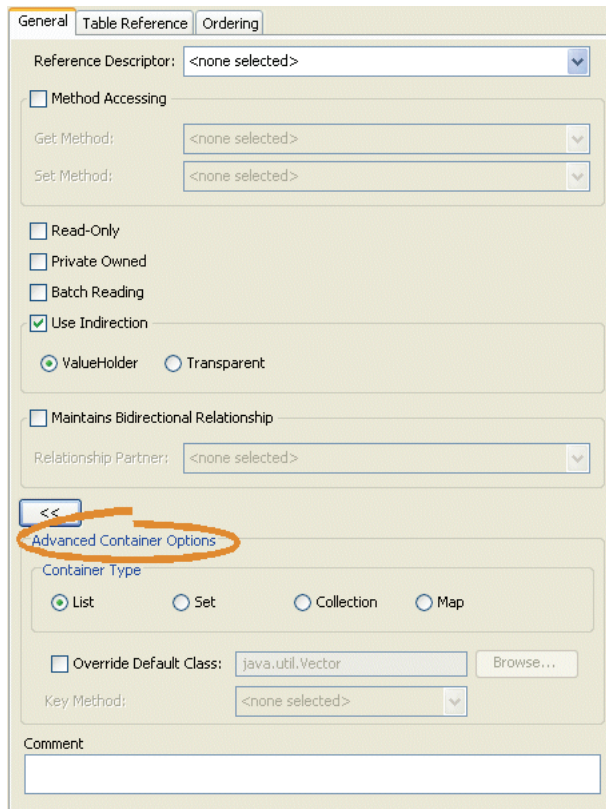 General Table Reference Ordering
Reference Descriptor: <none selected>
Method Accessing
Get Method: <none selected>
Set Method: <none selected>
Read-Only
Private Owned
Batch Reading
Use Indirection
ValueHolder Transparent
Maintains Bidirectional Relationship
Relationship Partner: <none selected>
<<
Advanced Container Options
Container Type
List Set Collection Map
Override Default Class: java.util.Vector Browse...
Key Method: <none selected>
Comment